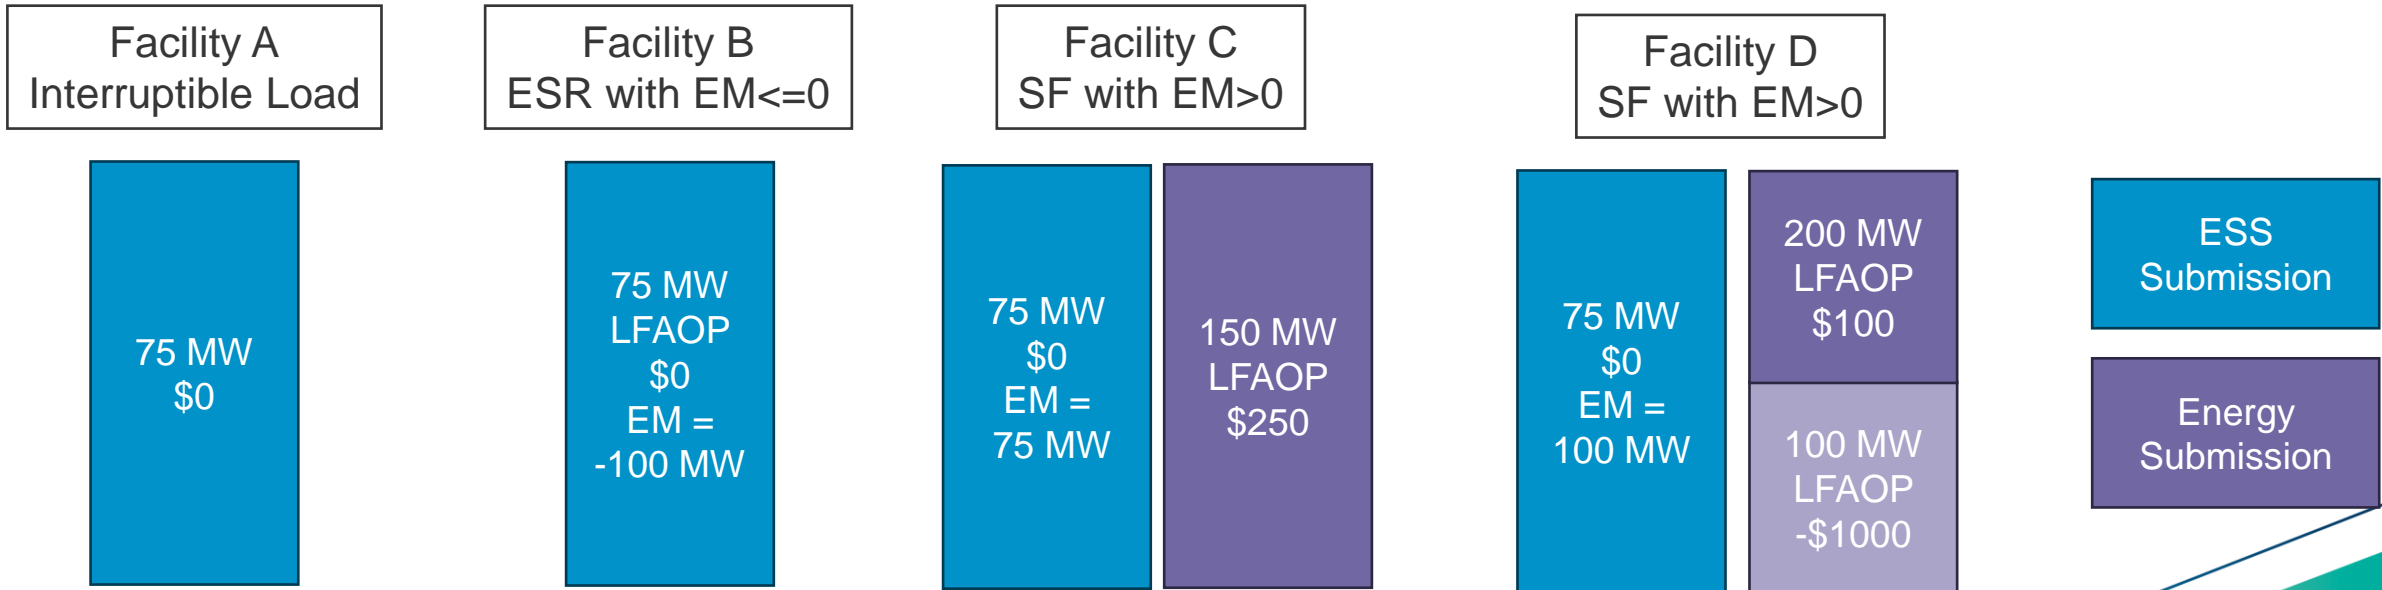 Facility A
Interruptible Load
75 MW
$0
Facility B
ESR with EM<=0
75 MW
LFAOP
$0
EM =
-100 MW
Facility C
SF with EM>0
75 MW
$0
EM =
75 MW
150 MW
LFAOP
$250
Facility D
SF with EM>0
75 MW
$0
EM =
100 MW
200 MW
LFAOP
$100
100 MW
LFAOP
-$1000
ESS
Submission
Energy
Submission